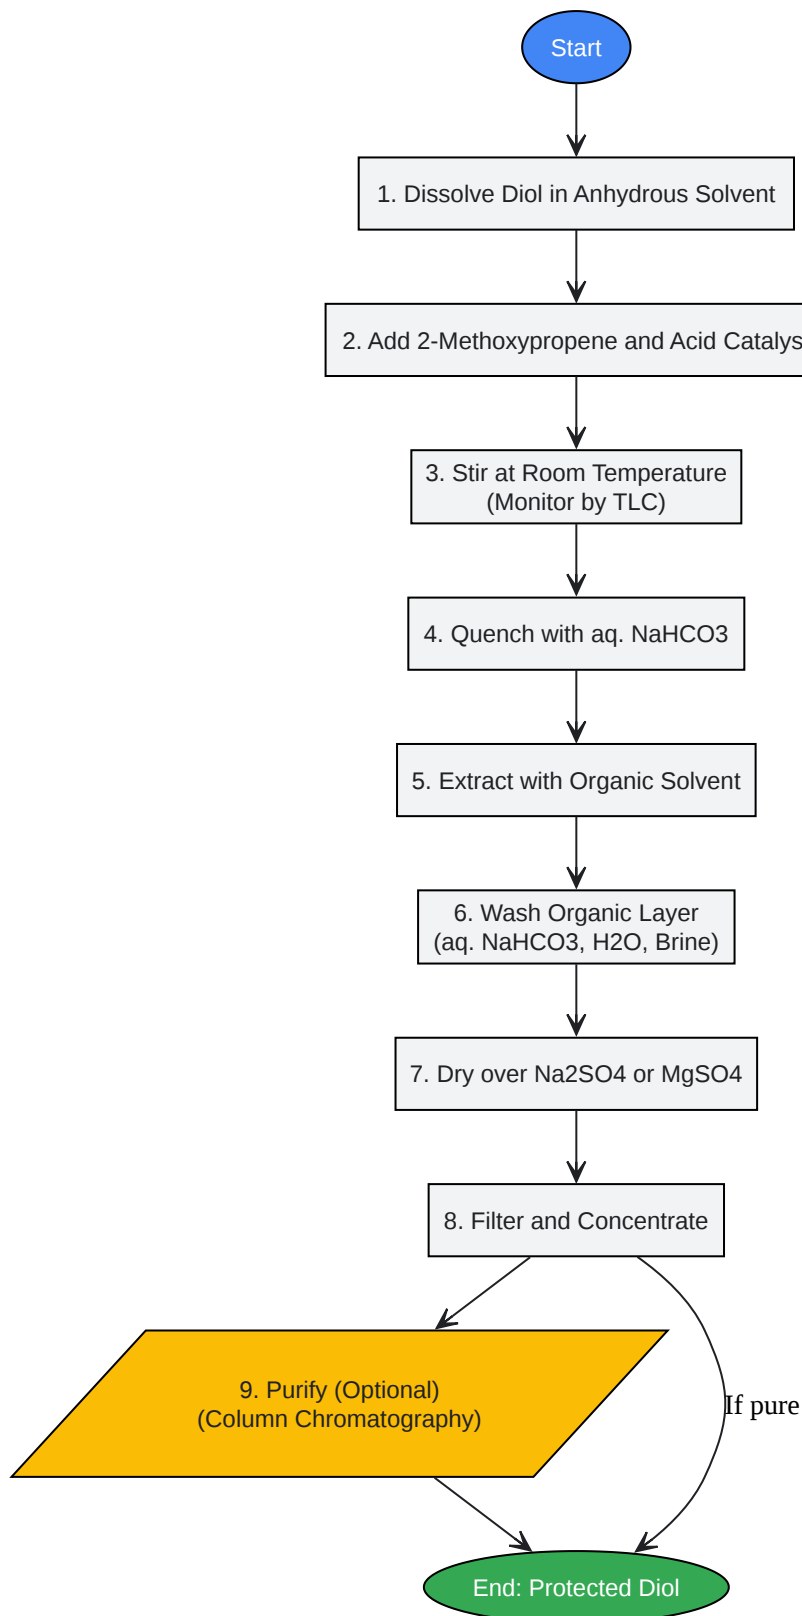 Start
1. Dissolve Diol in Anhydrous Solvent
2. Add 2-Methoxypropene and Acid Catalys
3. Stir at Room Temperature
(Monitor by TLC)
4. Quench with aq. NaHCO3
5. Extract with Organic Solvent
6. Wash Organic Layer
(aq. NaHCO3, H2O, Brine)
7. Dry over Na2SO4 or MgSO4
8. Filter and Concentrate
9. Purify (Optional)
(Column Chromatography)
If pure
End: Protected Diol